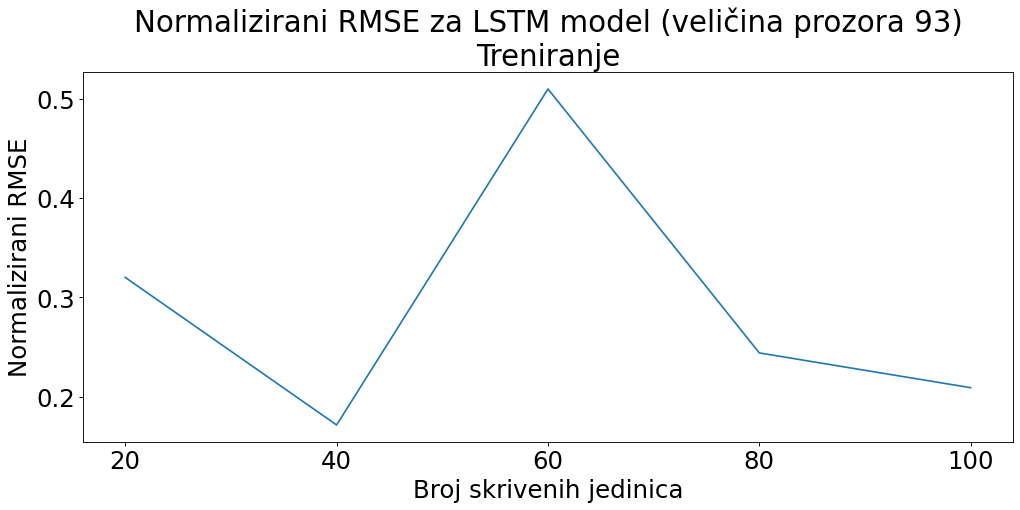 Normalizirani RMSE za LSTM model (veličina prozora 93)
Treniranje
Normalizirani RMSE
0.5
0.4
0.3
0.2
20 40 60 80 100
Broj skrivenih jedinica